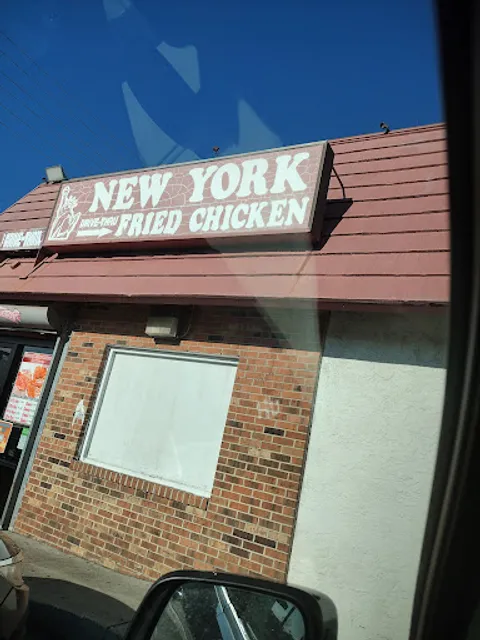 NEW YORK
DRIVE-THRU
FRIED CHICKEN